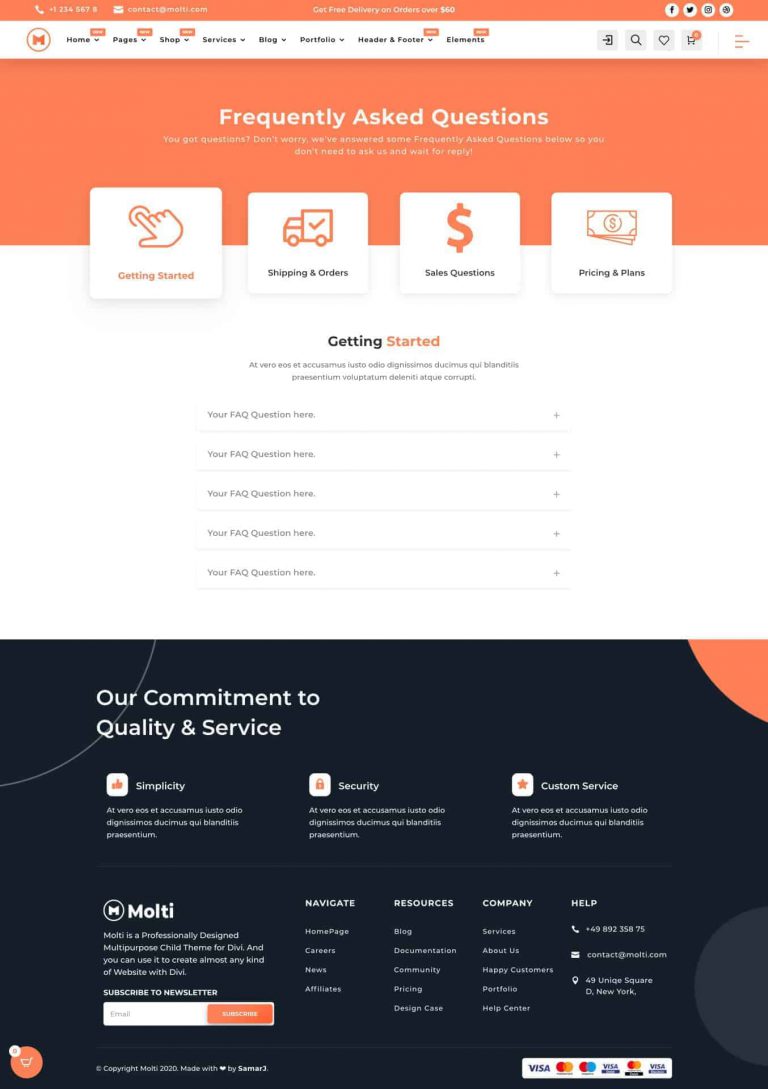 +1 234 567 8 contact@molti.com Get Free Delivery on Orders over $60
M Home NEW Pages NEW Shop NEW Services Blog Portfolio Header & Footer NEW Elements NEW 0
Frequently Asked Questions
You got questions? Don't worry, we've answered some Frequently Asked Questions below so you
don't need to ask us and wait for reply!
Getting Started Shipping & Orders Sales Questions Pricing & Plans
Getting Started
At vero eos et accusamus iusto odio dignissimos ducimus qui blanditiis
praesentium voluptatum deleniti atque corrupti.
Your FAQ Question here. +
Your FAQ Question here. +
Your FAQ Question here. +
Your FAQ Question here. +
Your FAQ Question here. +
Our Commitment to
Quality & Service
Simplicity
At vero eos et accusamus iusto odio
dignissimos ducimus qui blanditiis
praesentium.
Security
At vero eos et accusamus iusto odio
dignissimos ducimus qui blanditiis
praesentium.
Custom Service
At vero eos et accusamus iusto odio
dignissimos ducimus qui blanditiis
praesentium.
M Molti
Molti is a Professionally Designed
Multipurpose Child Theme for Divi. And
you can use it to create almost any kind
of Website with Divi.
SUBSCRIBE TO NEWSLETTER
Email SUBSCRIBE
NAVIGATE
HomePage
Careers
News
Affiliates
RESOURCES
Blog
Documentation
Community
Pricing
Design Case
COMPANY
Services
About Us
Happy Customers
Portfolio
Help Center
HELP
+49 892 358 75
contact@molti.com
49 Uniqe Square
D, New York,
0
© Copyright Molti 2020. Made with ❤ by SamarJ.
VISA VISA VISA